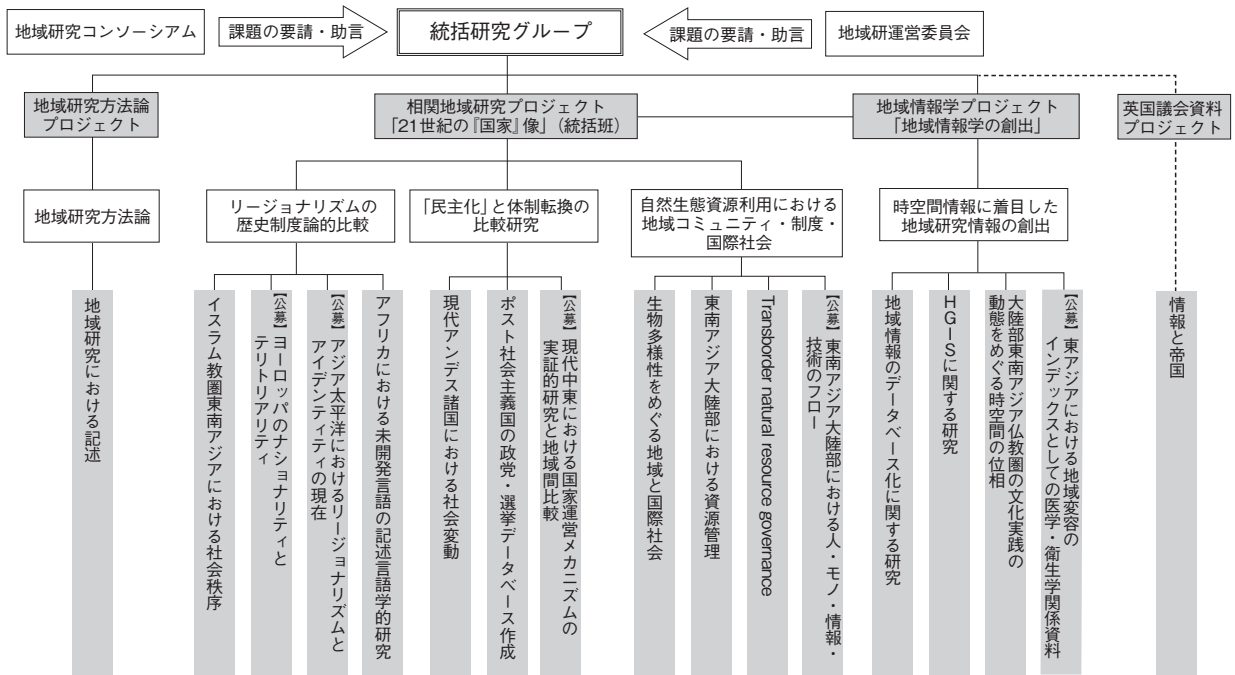 地域研究コンソーシアム
課題の要請・助言
統括研究グループ
課題の要請・助言
地域研運営委員会
地域研究方法論
プロジェクト
相関地域研究プロジェクト
「21世紀の『国家』像」（統括班）
地域情報学プロジェクト
「地域情報学の創出」
英国議会資料
プロジェクト
地域研究方法論
リージョナリズムの
歴史制度論的比較
「民主化」と体制転換の
比較研究
自然生態資源利用における
地域コミュニティ・制度・
国際社会
時空間情報に着目した
地域研究情報の創出
地域研究における記述
イスラム教圏東南アジアにおける社会秩序
【公募】ヨーロッパのナショナリティと
テリトリアリティ
【公募】アジア太平洋におけるリージョナリズムと
アイデンティティの現在
アフリカにおける未開発言語の記述言語学的研究
現代アンデス諸国における社会変動
ポスト社会主義国の政党・選挙データベース作成
【公募】現代中東における国家運営メカニズムの
実証的研究と地域間比較
生物多様性をめぐる地域と国際社会
東南アジア大陸部における資源管理
Transborder natural resource governance
【公募】東南アジア大陸部における人・モノ・情報・
技術のフロー
地域情報のデータベース化に関する研究
HGISに関する研究
大陸部東南アジア仏教圏の文化実践の
動態をめぐる時空間の位相
【公募】東アジアにおける地域変容の
インデックスとしての医学・衛生学関係資料
情報と帝国